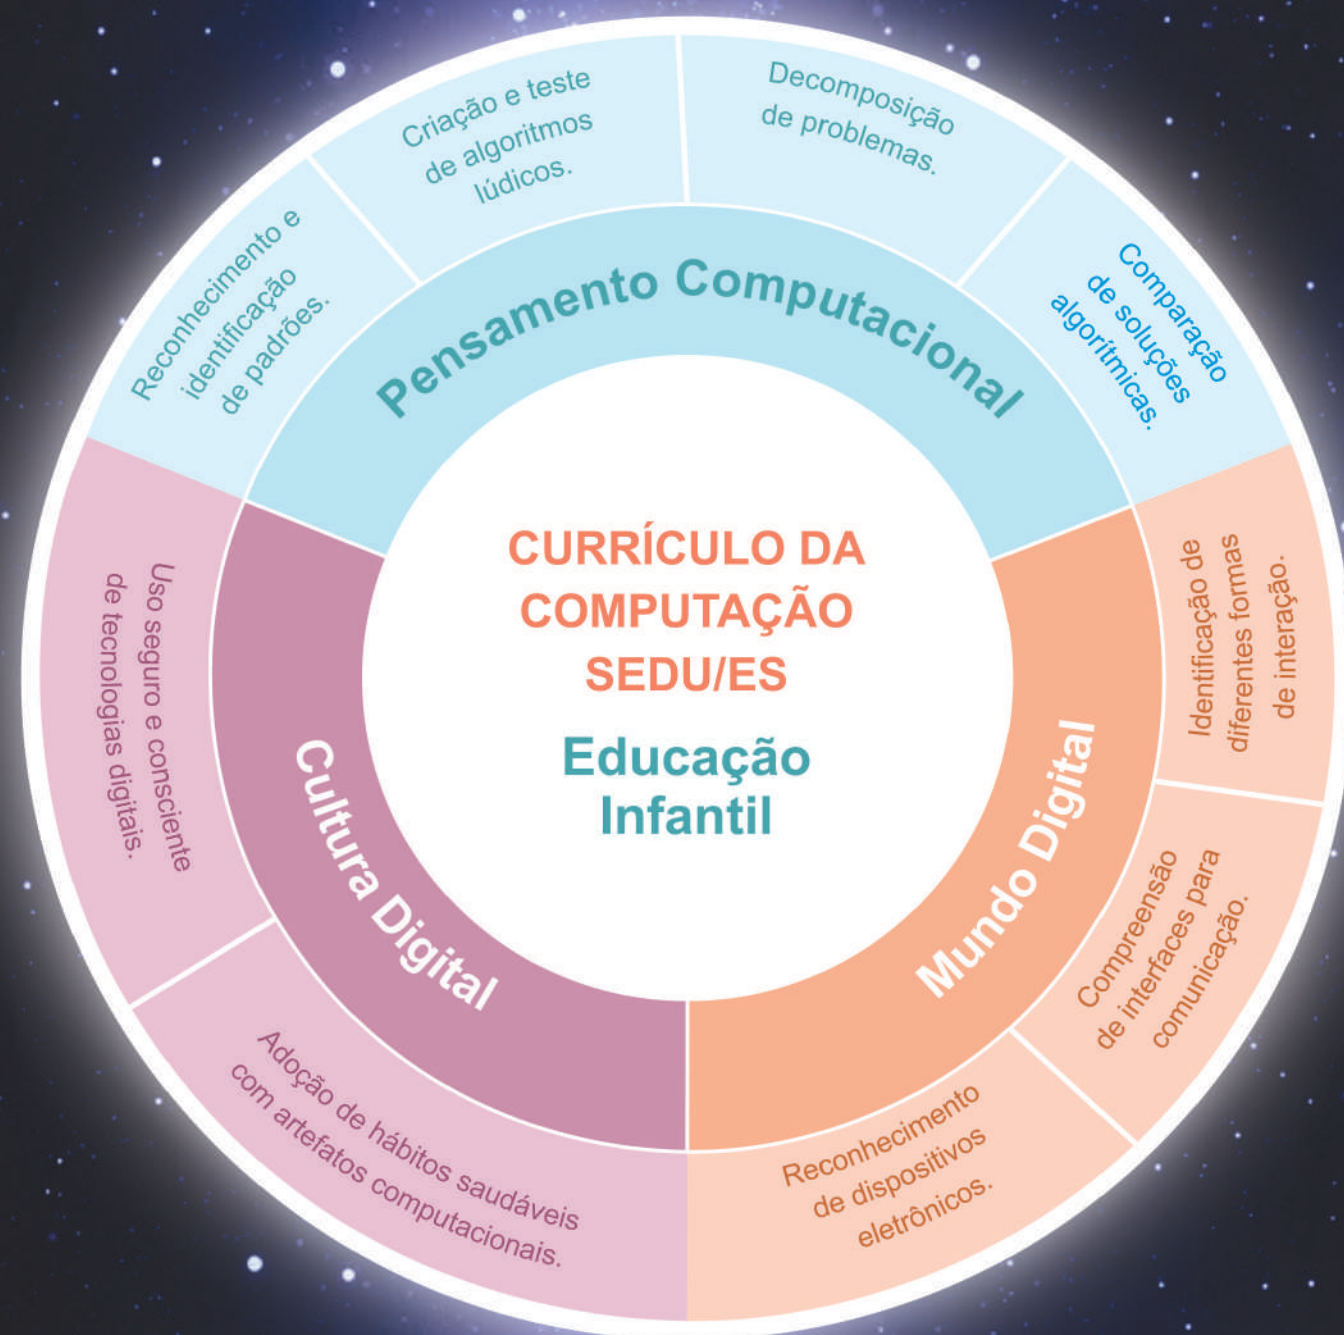 CURRÍCULO DA
COMPUTAÇÃO
SEDU/ES
Educação
Infantil
Pensamento Computacional
Reconhecimento e
identificação
de padrões.
Criação e teste
de algoritmos
lúdicos.
Decomposição
de problemas.
Comparação
de soluções
algorítmicas.
Mundo Digital
Identificação de
diferentes formas
de interação.
Compreensão
de interfaces para
comunicação.
Reconhecimento
de dispositivos
eletrônicos.
Cultura Digital
Adoção de hábitos saudáveis
com artefatos computacionais.
Uso seguro e consciente
de tecnologias digitais.